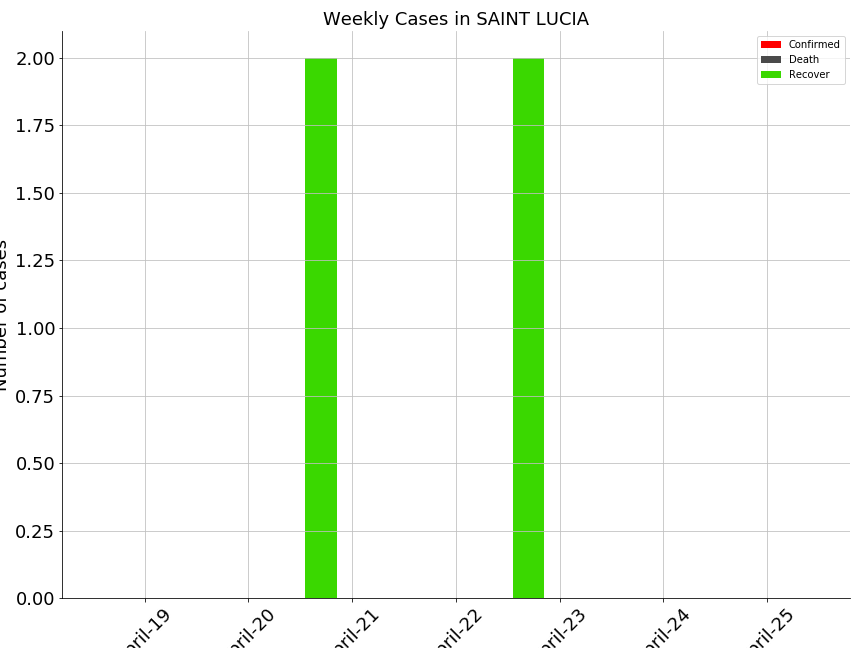 Weekly Cases in SAINT LUCIA
Confirmed
Death
Recover
2.00
1.75
1.50
1.25
1.00
0.75
0.50
0.25
0.00
Number of cases
pril-19
pril-20
pril-21
pril-22
pril-23
pril-24
pril-25